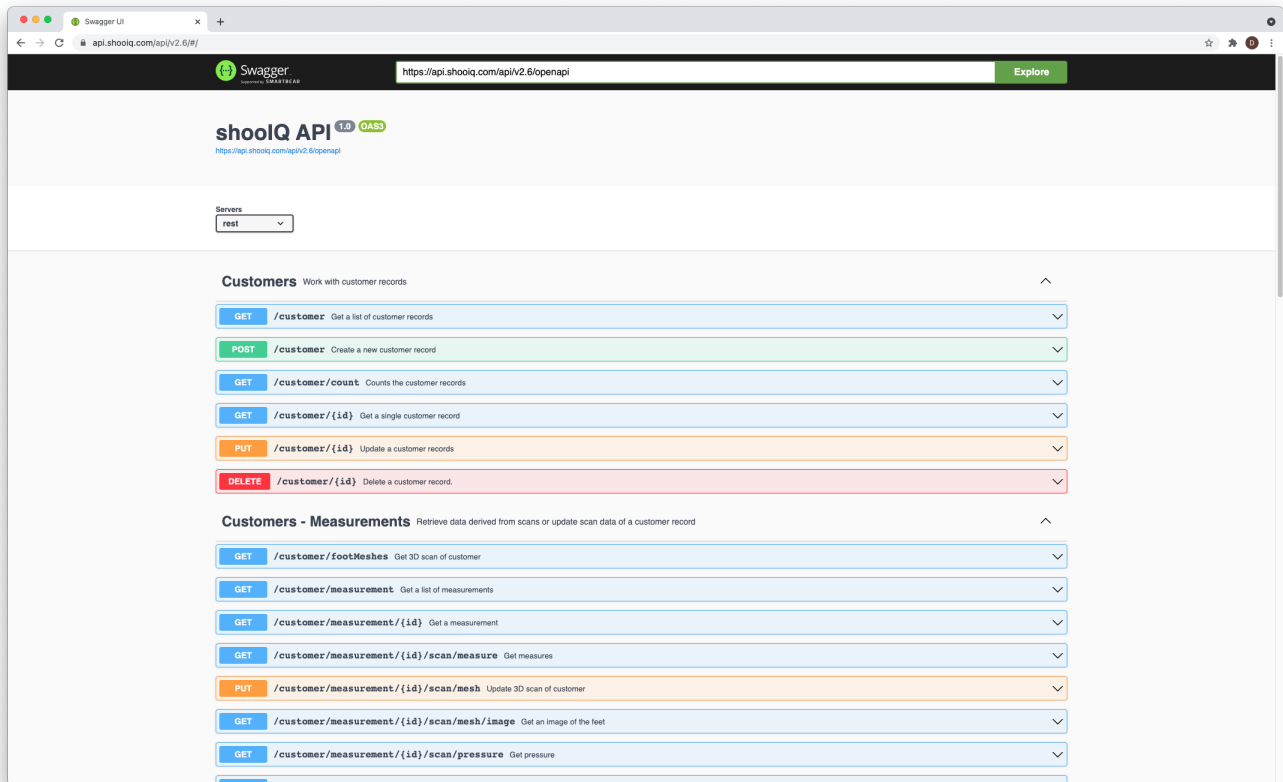 Swagger UI
api.shooiq.com/api/v2.6/#/
D
Swagger
Supported by SMARTBEAR
https://api.shooiq.com/api/v2.6/openapi
Explore
shooIQ API 1.0 OAS3
https://api.shooiq.com/api/v2.6/openapi
Servers
rest
Customers Work with customer records
GET /customer Get a list of customer records
POST /customer Create a new customer record
GET /customer/count Counts the customer records
GET /customer/{id} Get a single customer record
PUT /customer/{id} Update a customer records
DELETE /customer/{id} Delete a customer record.
Customers - Measurements Retrieve data derived from scans or update scan data of a customer record
GET /customer/footMeshes Get 3D scan of customer
GET /customer/measurement Get a list of measurements
GET /customer/measurement/{id} Get a measurement
GET /customer/measurement/{id}/scan/measure Get measures
PUT /customer/measurement/{id}/scan/mesh Update 3D scan of customer
GET /customer/measurement/{id}/scan/mesh/image Get an image of the feet
GET /customer/measurement/{id}/scan/pressure Get pressure